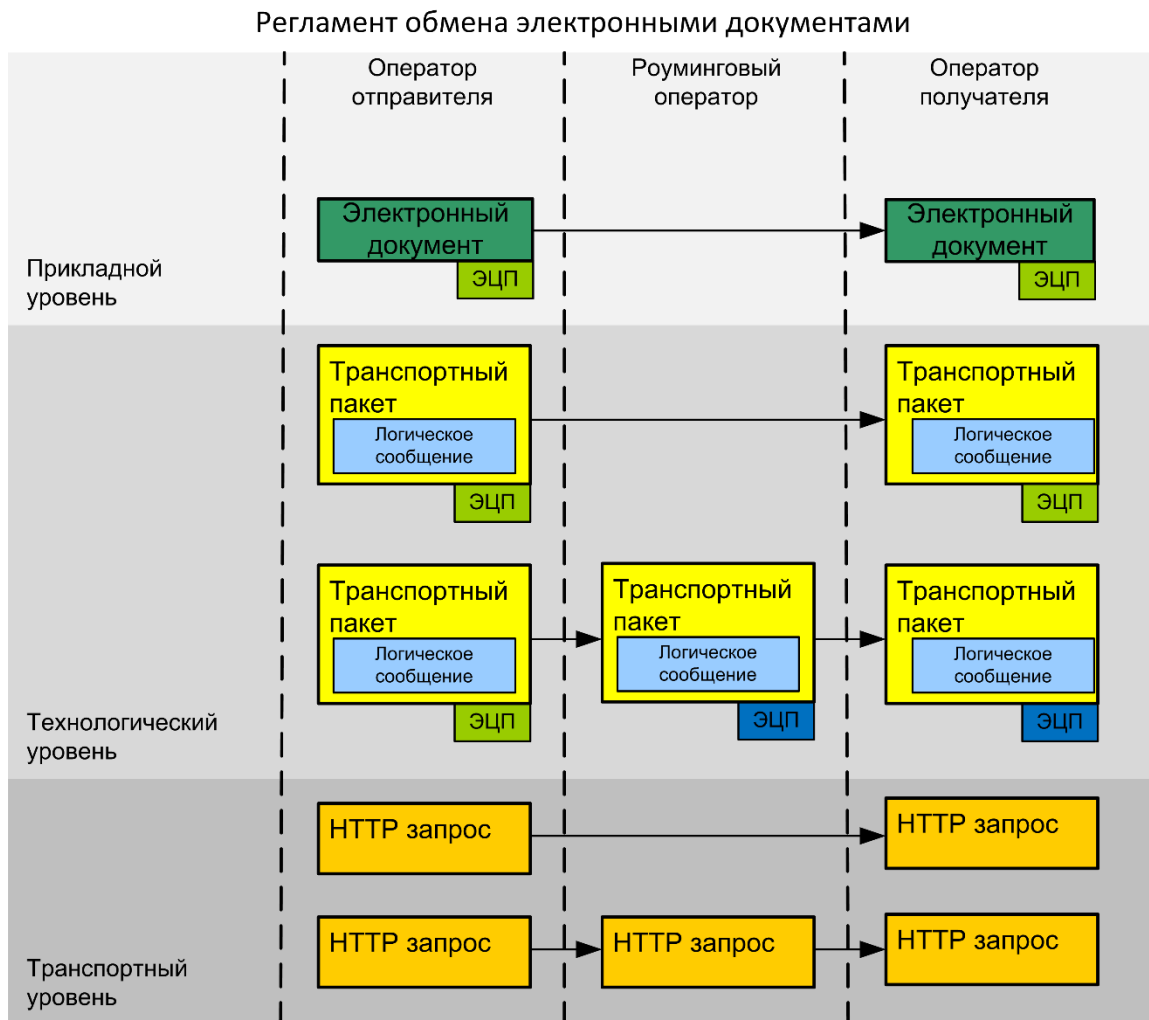 Регламент обмена электронными документами
Оператор
отправителя
Роуминговый
оператор
Оператор
получателя
Прикладной
уровень
Электронный
документ
ЭЦП
Электронный
документ
ЭЦП
Технологический
уровень
Транспортный
пакет
Логическое
сообщение
ЭЦП
Транспортный
пакет
Логическое
сообщение
ЭЦП
Транспортный
пакет
Логическое
сообщение
ЭЦП
Транспортный
пакет
Логическое
сообщение
ЭЦП
Транспортный
пакет
Логическое
сообщение
ЭЦП
Транспортный
уровень
HTTP запрос
HTTP запрос
HTTP запрос
HTTP запрос
HTTP запрос